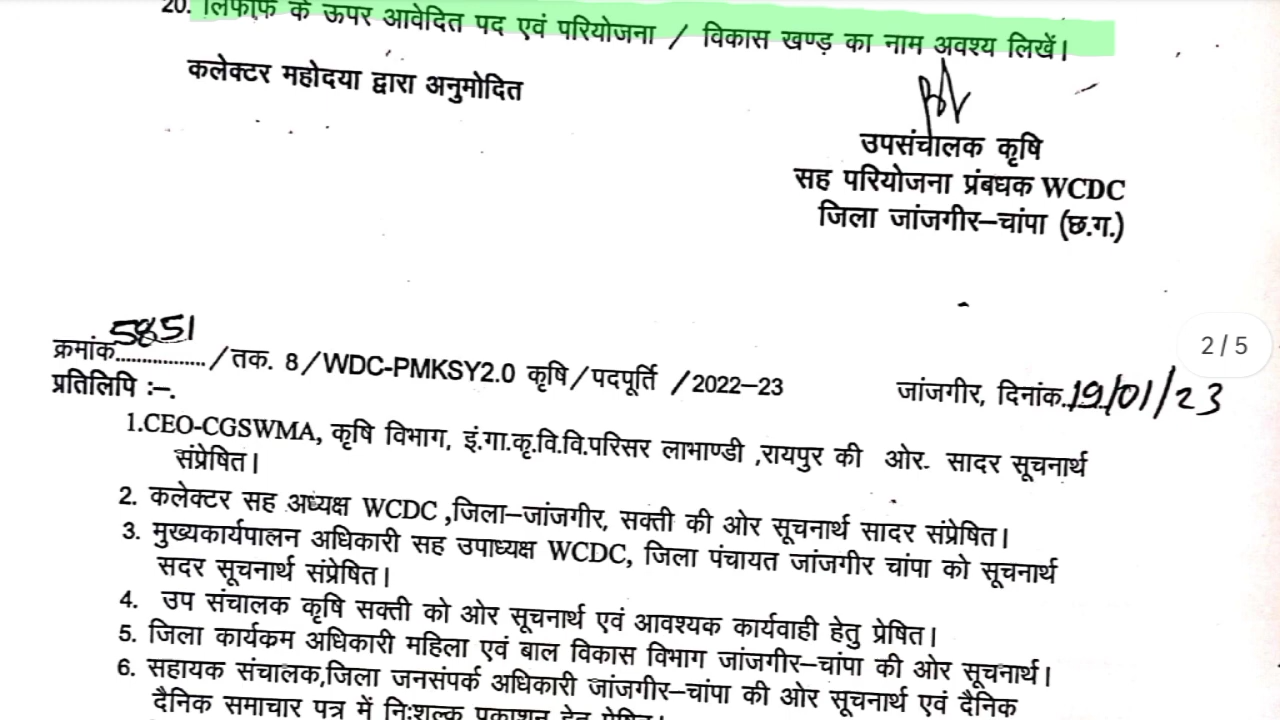 20. लिफाफे के ऊपर आवेदित पद एवं परियोजना / विकास खण्ड़ का नाम अवश्य लिखें।
कलेक्टर महोदया द्वारा अनुमोदित
उपसंचालक कृषि
सह परियोजना प्रंबधक WCDC
जिला जांजगीर–चांपा (छ.ग.)
2 / 5
क्रमांक..5851............... / तक. 8 / WDC-PMKSY2.0 कृषि / पदपूर्ति / 2022–23 जांजगीर, दिनांक..19/01/23
प्रतिलिपि :–.
1.CEO-CGSWMA, कृषि विभाग, इं.गा.कृ.वि.वि.परिसर लाभाण्डी ,रायपुर की ओर. सादर सूचनार्थ
संप्रेषित।
2. कलेक्टर सह अध्यक्ष WCDC ,जिला–जांजगीर, सक्ती की ओर सूचनार्थ सादर संप्रेषित।
3. मुख्यकार्यपालन अधिकारी सह उपाध्यक्ष WCDC, जिला पंचायत जांजगीर चांपा को सूचनार्थ
सदर सूचनार्थ संप्रेषित।
4. उप संचालक कृषि सक्ती को ओर सूचनार्थ एवं आवश्यक कार्यवाही हेतु प्रेषित।
5. जिला कार्यकम अधिकारी महिला एवं बाल विकास विभाग जांजगीर–चांपा की ओर सूचनार्थ।
6. सहायक संचालक,जिला जनसंपर्क अधिकारी जांजगीर–चांपा की ओर सूचनार्थ एवं दैनिक
दैनिक समाचार पत्र में निःशुल्क प्रकाशन हेतु प्रेषित।